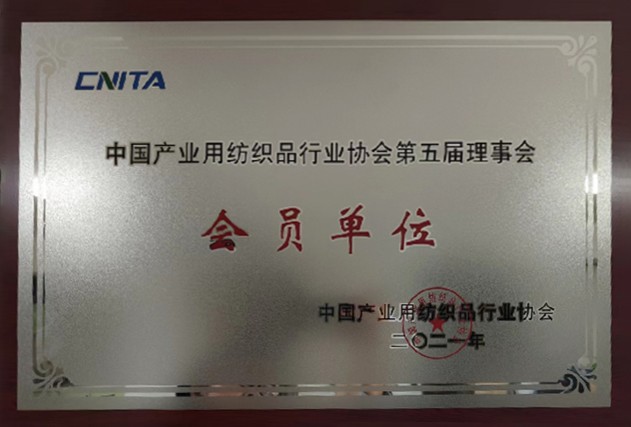 CNITA
中国产业用纺织品行业协会第五届理事会
会员单位
中国产业用纺织品行业协会
二〇二一年